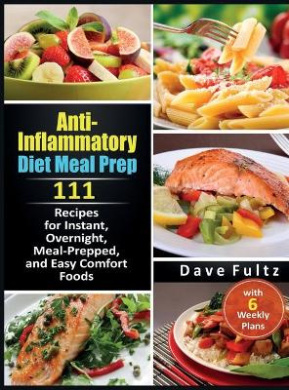 Anti-
Inflammatory
Diet Meal Prep
111
Recipes
for Instant,
Overnight,
Meal-Prepped,
and Easy Comfort
Foods
Dave Fultz
with
6
Weekly
Plans